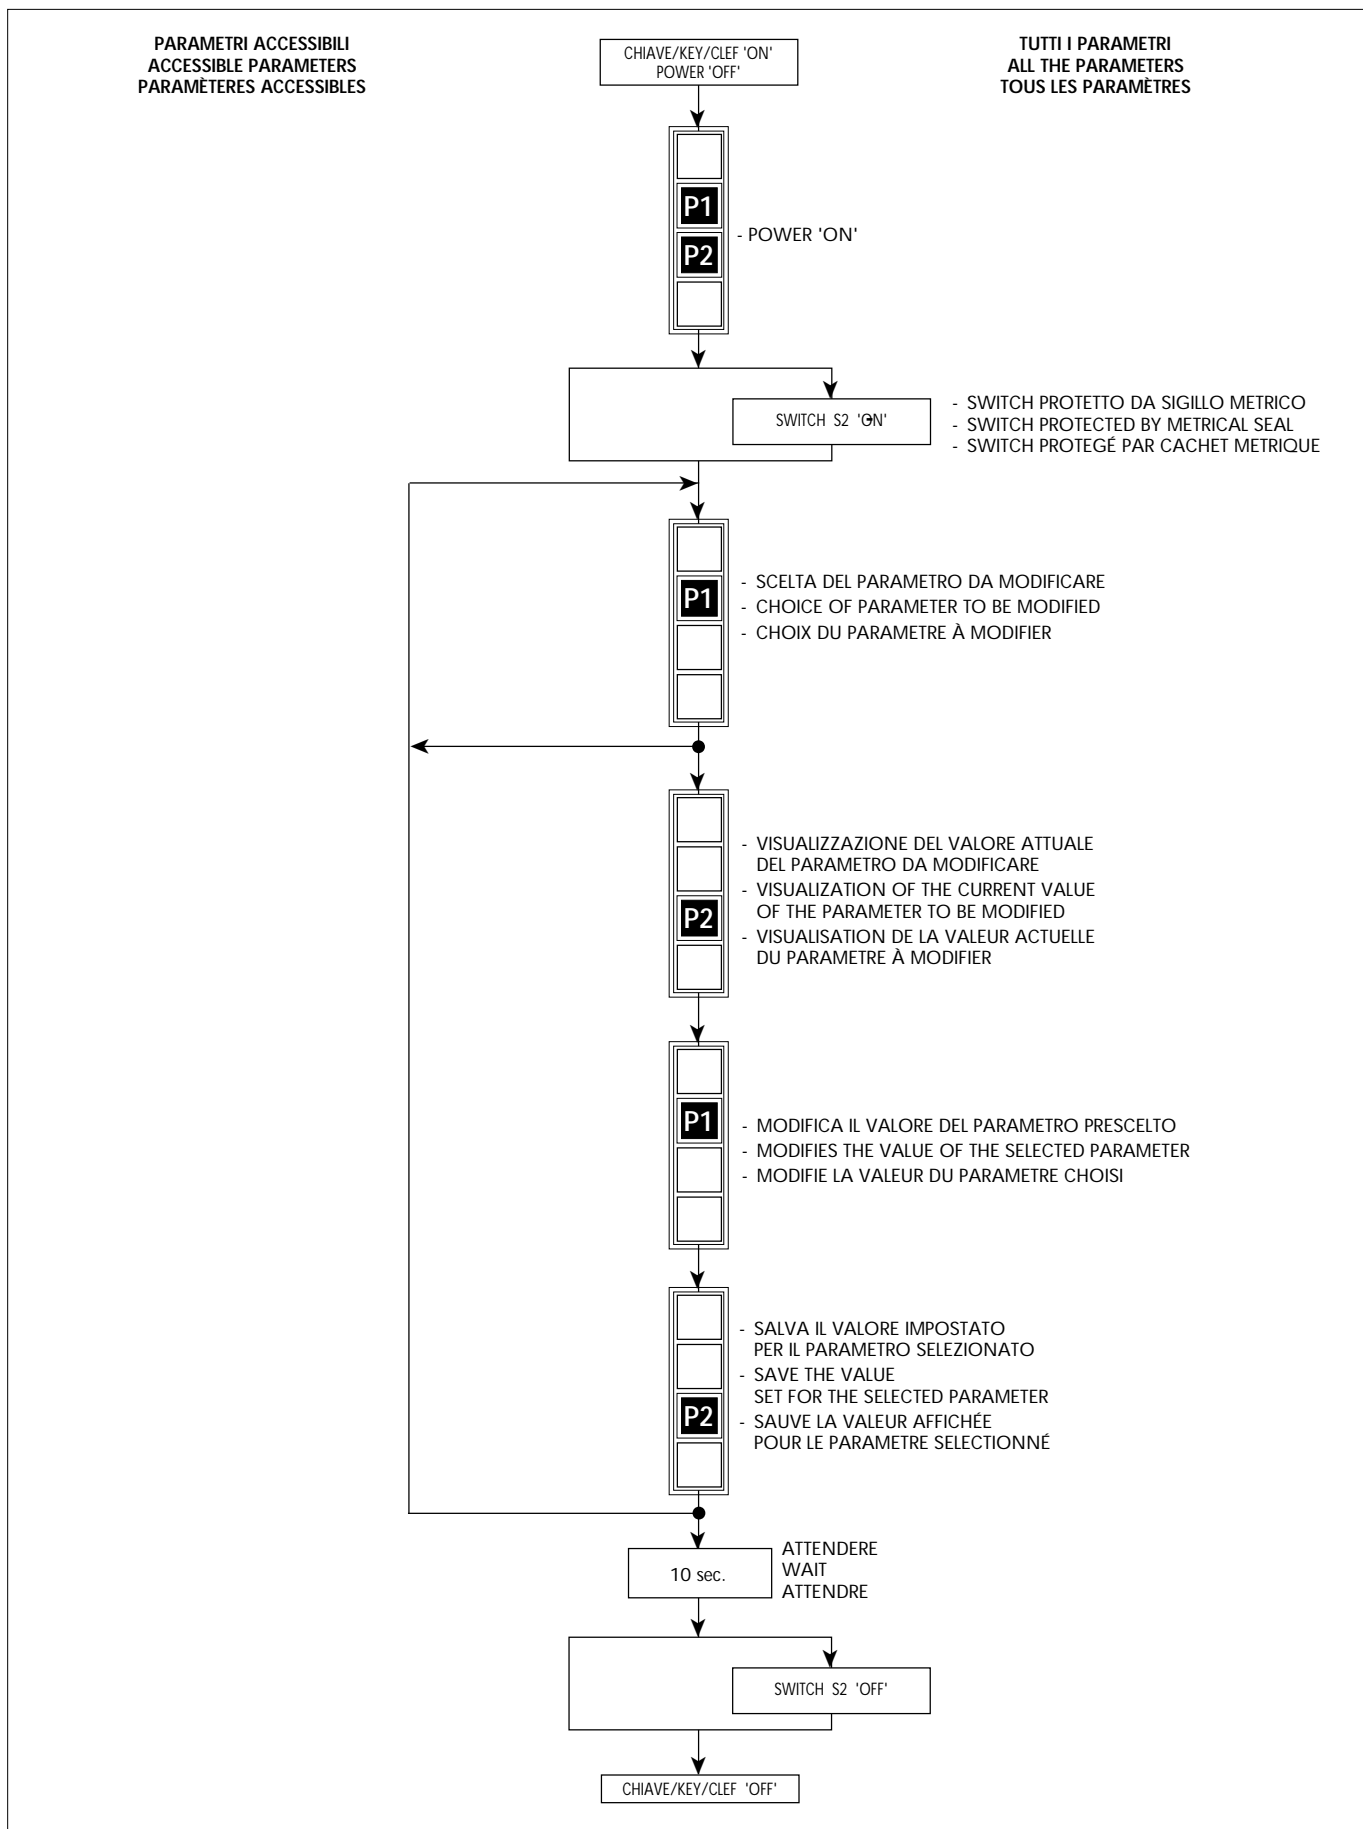 PARAMETRI ACCESSIBILI
ACCESSIBLE PARAMETERS
PARAMÈTERES ACCESSIBLES
CHIAVE/KEY/CLEF 'ON'
POWER 'OFF'
TUTTI I PARAMETRI
ALL THE PARAMETERS
TOUS LES PARAMÈTRES
P1
P2
- POWER 'ON'
SWITCH S2 'ON'
- SWITCH PROTETTO DA SIGILLO METRICO
- SWITCH PROTECTED BY METRICAL SEAL
- SWITCH PROTEGÉ PAR CACHET METRIQUE
P1
- SCELTA DEL PARAMETRO DA MODIFICARE
- CHOICE OF PARAMETER TO BE MODIFIED
- CHOIX DU PARAMETRE À MODIFIER
P2
- VISUALIZZAZIONE DEL VALORE ATTUALE
DEL PARAMETRO DA MODIFICARE
- VISUALIZATION OF THE CURRENT VALUE
OF THE PARAMETER TO BE MODIFIED
- VISUALISATION DE LA VALEUR ACTUELLE
DU PARAMETRE À MODIFIER
P1
- MODIFICA IL VALORE DEL PARAMETRO PRESCELTO
- MODIFIES THE VALUE OF THE SELECTED PARAMETER
- MODIFIE LA VALEUR DU PARAMETRE CHOISI
P2
- SALVA IL VALORE IMPOSTATO
PER IL PARAMETRO SELEZIONATO
- SAVE THE VALUE
SET FOR THE SELECTED PARAMETER
- SAUVE LA VALEUR AFFICHÉE
POUR LE PARAMETRE SELECTIONNÉ
10 sec.
ATTENDERE
WAIT
ATTENDRE
SWITCH S2 'OFF'
CHIAVE/KEY/CLEF 'OFF'